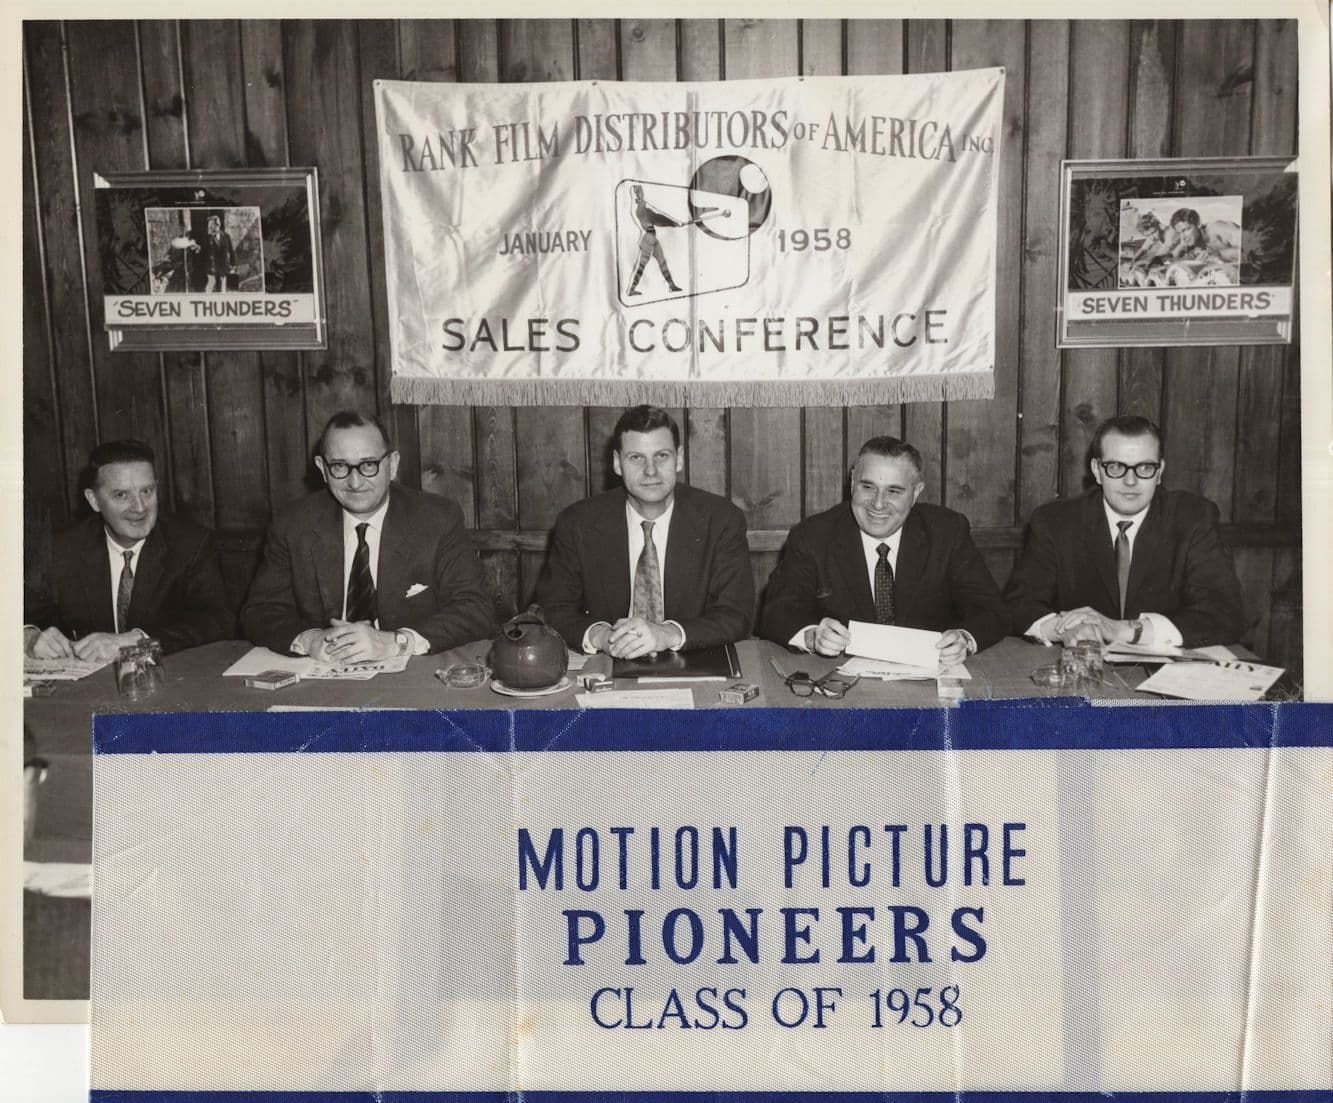 RANK FILM DISTRIBUTORS OF AMERICA INC
JANUARY 1958
SALES CONFERENCE
"SEVEN THUNDERS"
SEVEN THUNDERS"
MOTION PICTURE
PIONEERS
CLASS OF 1958